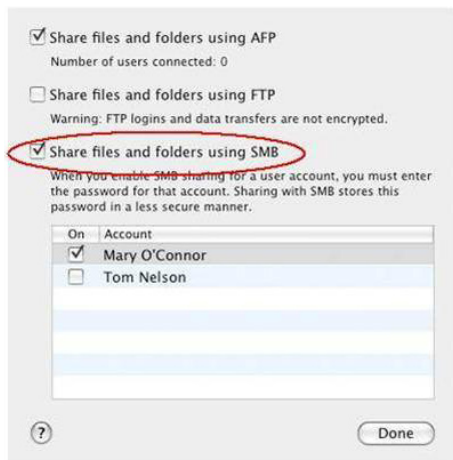 Share files and folders using AFP
Number of users connected: 0
Share files and folders using FTP
Warning: FTP logins and data transfers are not encrypted.
Share files and folders using SMB
When you enable SMB sharing for a user account, you must enter
the password for that account. Sharing with SMB stores this
password in a less secure manner.
On Account
Mary O'Connor
Tom Nelson
? Done